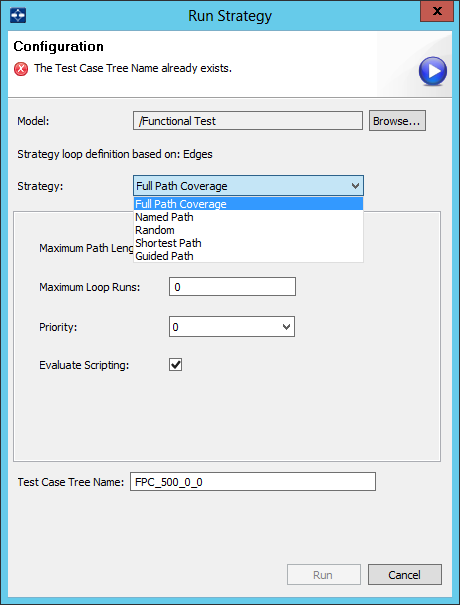 Run Strategy
Configuration
The Test Case Tree Name already exists.
Model: /Functional Test Browse...
Strategy loop definition based on: Edges
Strategy: Full Path Coverage
Full Path Coverage
Named Path
Random
Shortest Path
Guided Path
Maximum Path
Maximum Loop Runs: 0
Priority: 0
Evaluate Scripting:
Test Case Tree Name: FPC_500_0_0
Run Cancel